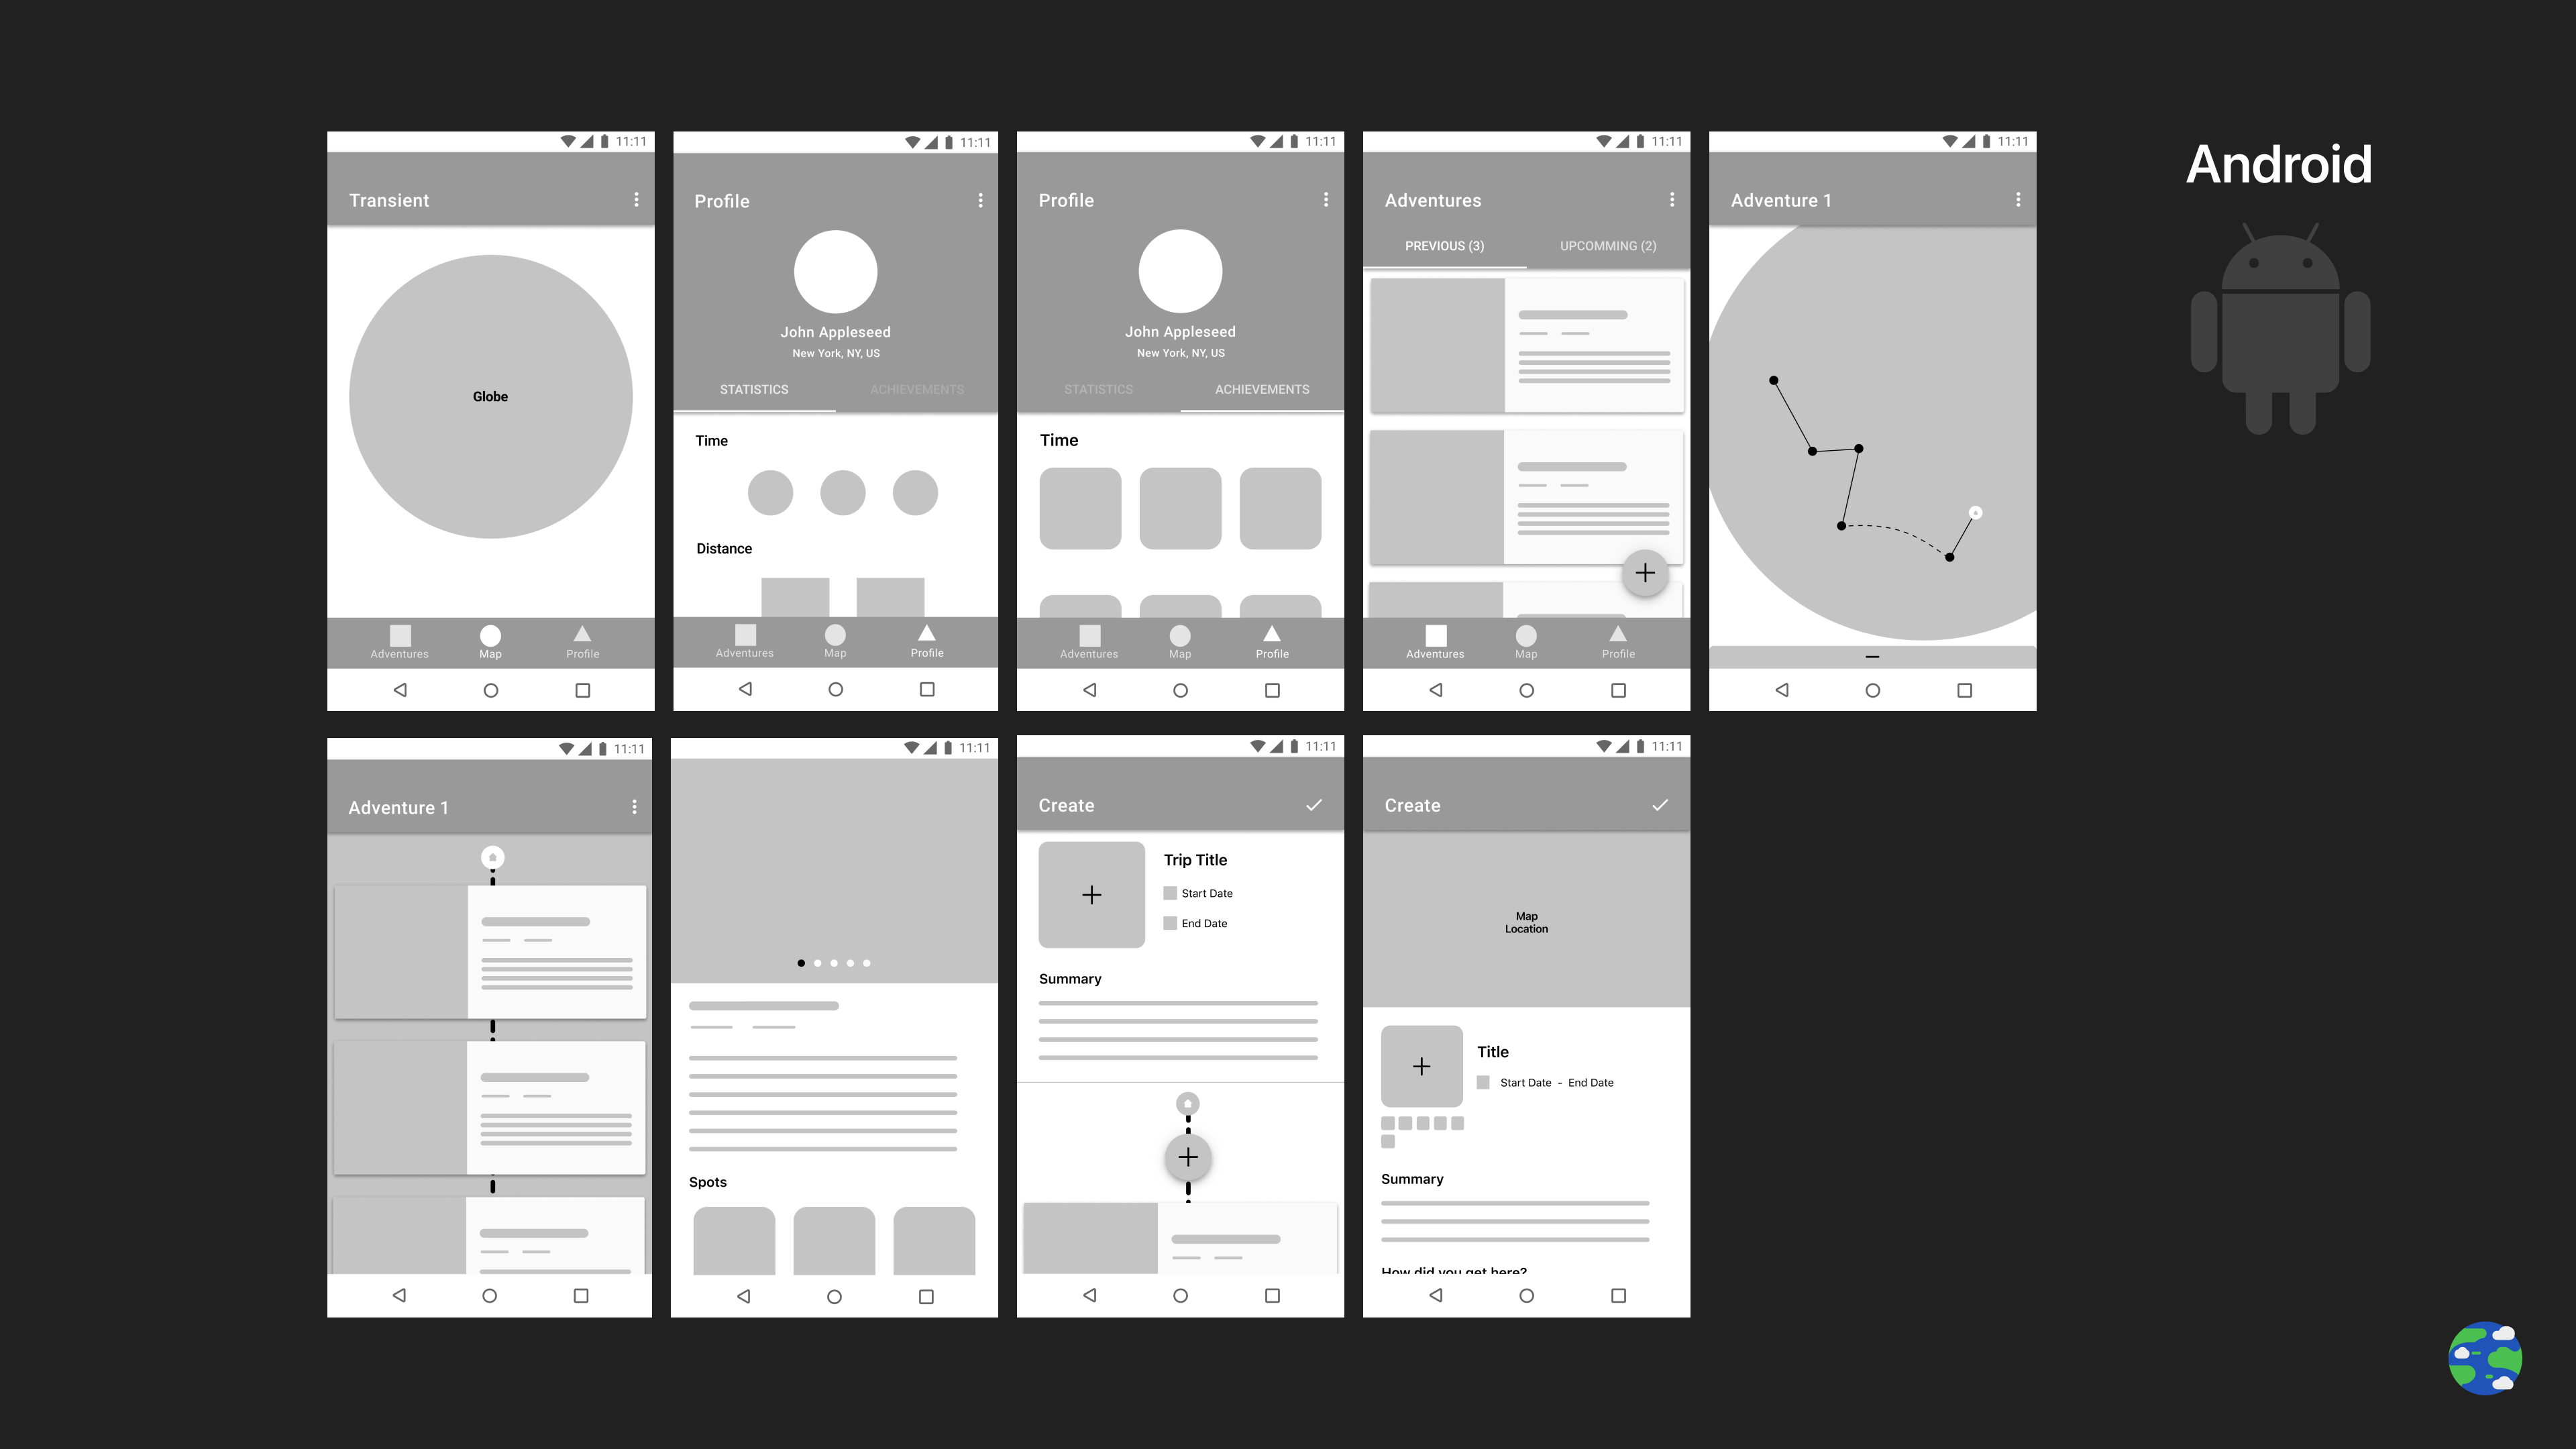 Android
11:11
Transient
Globe
Adventures
Map
Profile
11:11
Profile
John Appleseed
New York, NY, US
STATISTICS
ACHIEVEMENTS
Time
Distance
Adventures
Map
Profile
11:11
Profile
John Appleseed
New York, NY, US
STATISTICS
ACHIEVEMENTS
Time
Adventures
Map
Profile
11:11
Adventures
PREVIOUS (3)
UPCOMMING (2)
Adventures
Map
Profile
11:11
Adventure 1
11:11
Adventure 1
11:11
Spots
11:11
Create
Trip Title
Start Date
End Date
Summary
11:11
Create
Map
Location
Title
Start Date - End Date
Summary
How did you get here?